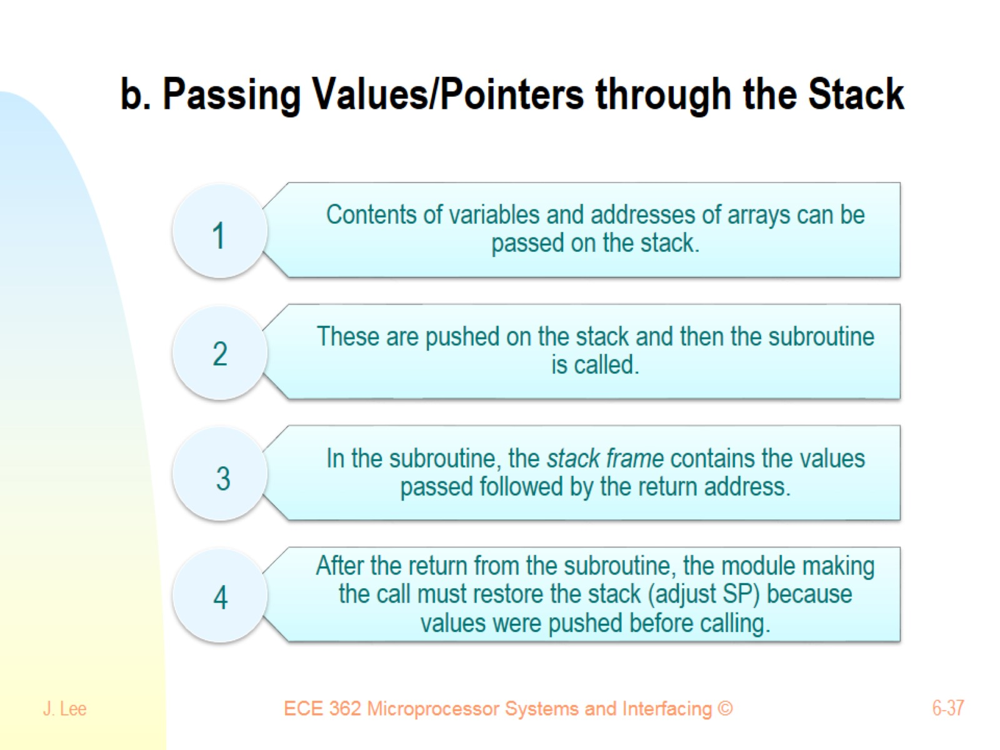 b. Passing Values/Pointers through the Stack
1
Contents of variables and addresses of arrays can be
passed on the stack.
2
These are pushed on the stack and then the subroutine
is called.
3
In the subroutine, the stack frame contains the values
passed followed by the return address.
4
After the return from the subroutine, the module making
the call must restore the stack (adjust SP) because
values were pushed before calling.
J. Lee
ECE 362 Microprocessor Systems and Interfacing ©
6-37